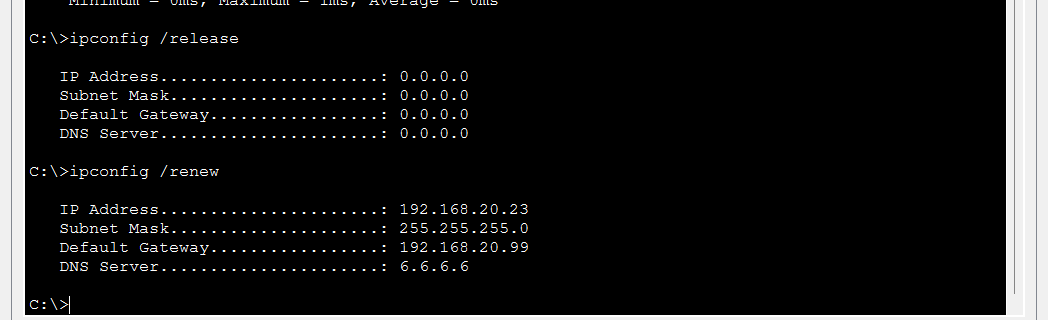 Minimum = 0ms, Maximum = 1ms, Average = 0ms
C:\>ipconfig /release
IP Address......................: 0.0.0.0
Subnet Mask.....................: 0.0.0.0
Default Gateway.................: 0.0.0.0
DNS Server......................: 0.0.0.0
C:\>ipconfig /renew
IP Address......................: 192.168.20.23
Subnet Mask.....................: 255.255.255.0
Default Gateway.................: 192.168.20.99
DNS Server......................: 6.6.6.6
C:\>